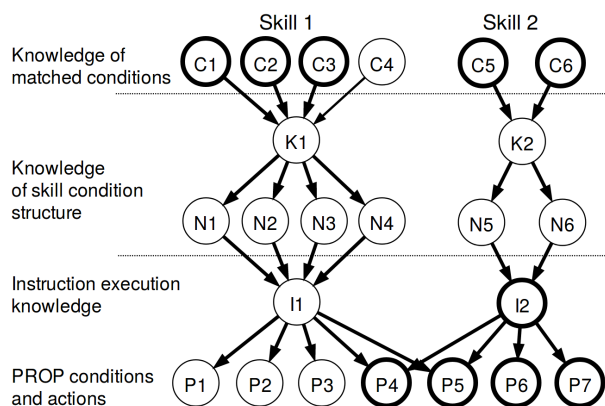 Skill 1 Skill 2
Knowledge of
matched conditions
C1 C2 C3 C4 C5 C6
K1 K2
Knowledge
of skill condition
structure
N1 N2 N3 N4 N5 N6
Instruction execution
knowledge
I1 I2
PROP conditions
and actions
P1 P2 P3 P4 P5 P6 P7